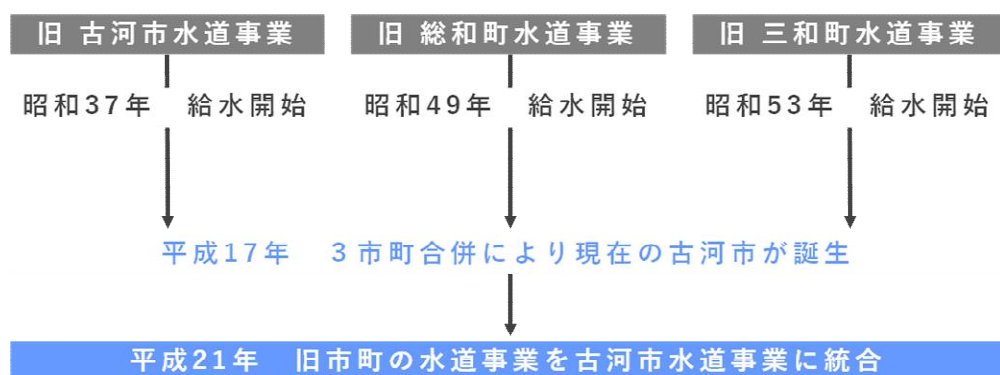 旧 古河市水道事業
旧 総和町水道事業
旧 三和町水道事業
昭和37年 給水開始
昭和49年 給水開始
昭和53年 給水開始
平成17年 3市町合併により現在の古河市が誕生
平成21年 旧市町の水道事業を古河市水道事業に統合